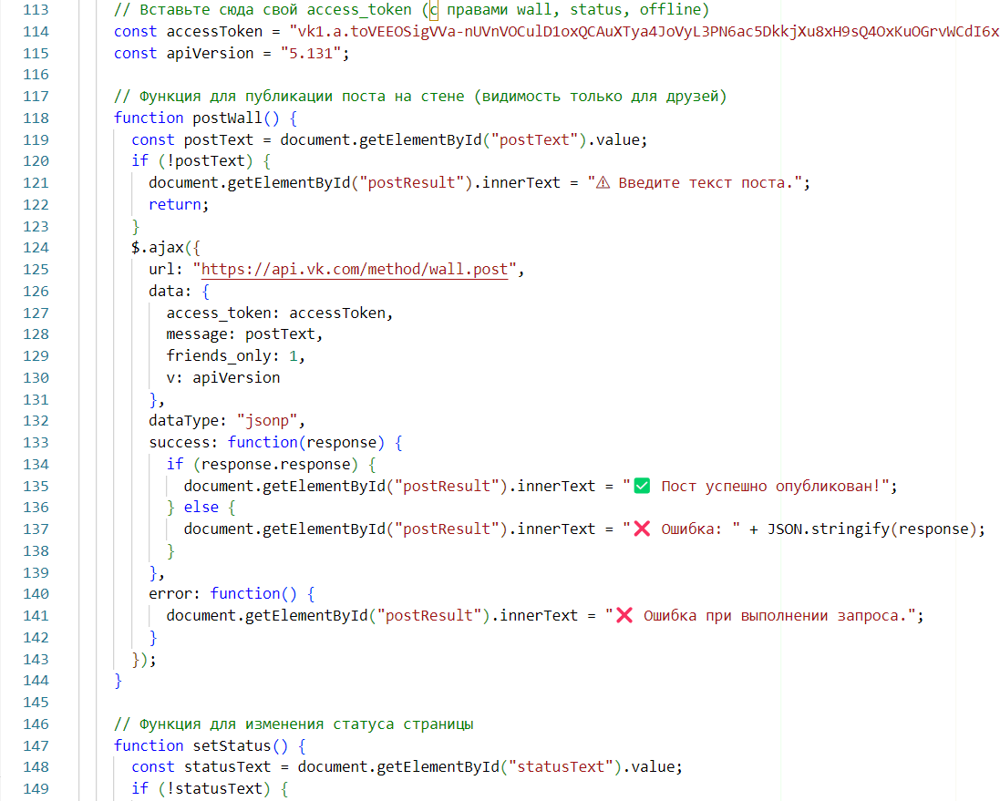 113 // Вставьте сюда свой access_token (с правами wall, status, offline)
114 const accessToken = "vk1.a.toVEEOSigVVa-nUVnVOCulD1oxQCAuXTya4JoVyL3PN6ac5DkkjXu8xH9sQ4OxKuOGrvWCdI6x
115 const apiVersion = "5.131";
116
117 // Функция для публикации поста на стене (видимость только для друзей)
118 function postWall() {
119 const postText = document.getElementById("postText").value;
120 if (!postText) {
121 document.getElementById("postResult").innerText = "⚠ Введите текст поста.";
122 return;
123 }
124 $.ajax({
125 url: "https://api.vk.com/method/wall.post",
126 data: {
127 access_token: accessToken,
128 message: postText,
129 friends_only: 1,
130 v: apiVersion
131 },
132 dataType: "jsonp",
133 success: function(response) {
134 if (response.response) {
135 document.getElementById("postResult").innerText = "✅ Пост успешно опубликован!";
136 } else {
137 document.getElementById("postResult").innerText = "❌ Ошибка: " + JSON.stringify(response);
138 }
139 },
140 error: function() {
141 document.getElementById("postResult").innerText = "❌ Ошибка при выполнении запроса.";
142 }
143 });
144 }
145
146 // Функция для изменения статуса страницы
147 function setStatus() {
148 const statusText = document.getElementById("statusText").value;
149 if (!statusText) {